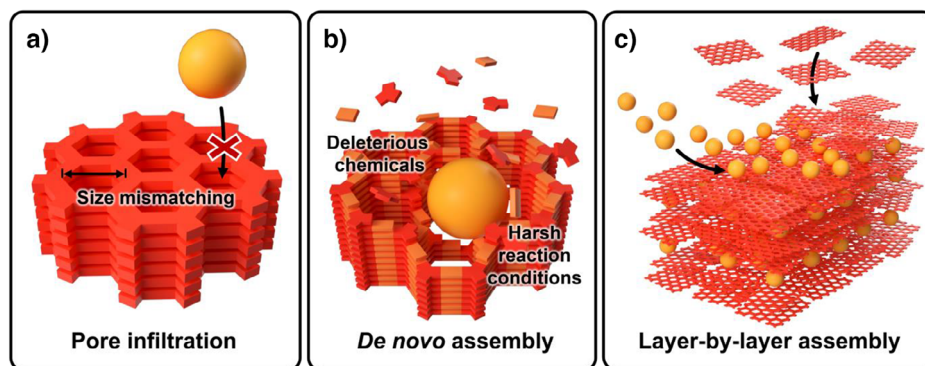 a)
Size mismatching
Pore infiltration
b)
Deleterious
chemicals
Harsh
reaction
conditions
De novo assembly
c)
Layer-by-layer assembly